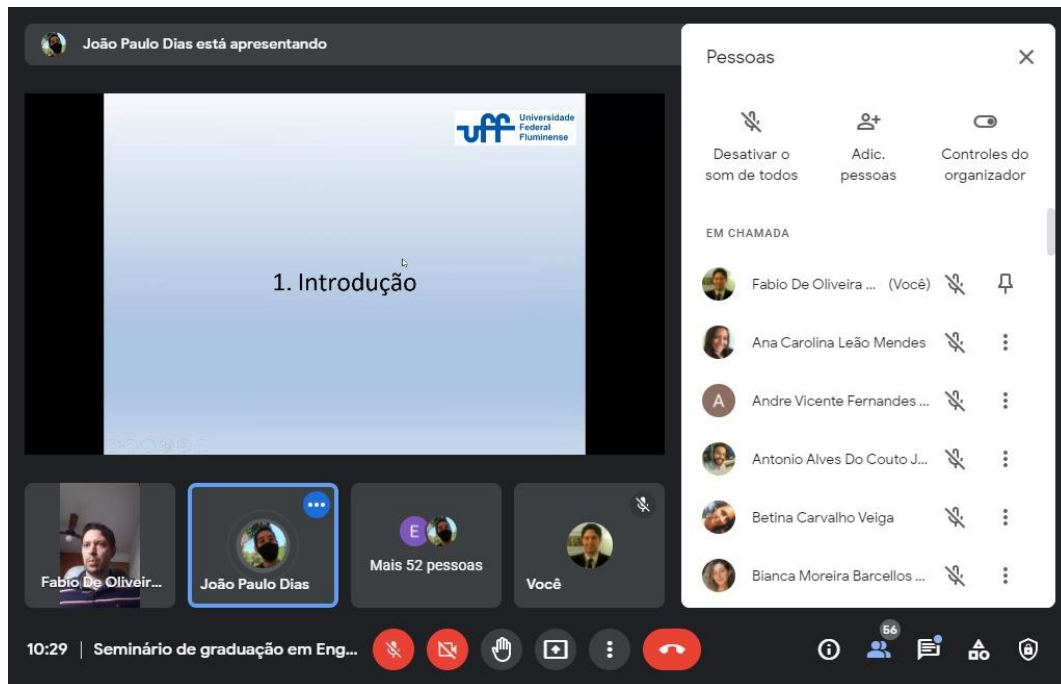 João Paulo Dias está apresentando
uff Universidade
Federal
Fluminense
1. Introdução
Fabio De Oliveir...
João Paulo Dias
E
Mais 52 pessoas
Você
Pessoas
Desativar o
som de todos
Adic.
pessoas
Controles do
organizador
EM CHAMADA
Fabio De Oliveira ... (Você)
Ana Carolina Leão Mendes
A
Andre Vicente Fernandes ...
Antonio Alves Do Couto J...
Betina Carvalho Veiga
Bianca Moreira Barcellos ...
10:29 | Seminário de graduação em Eng...
56